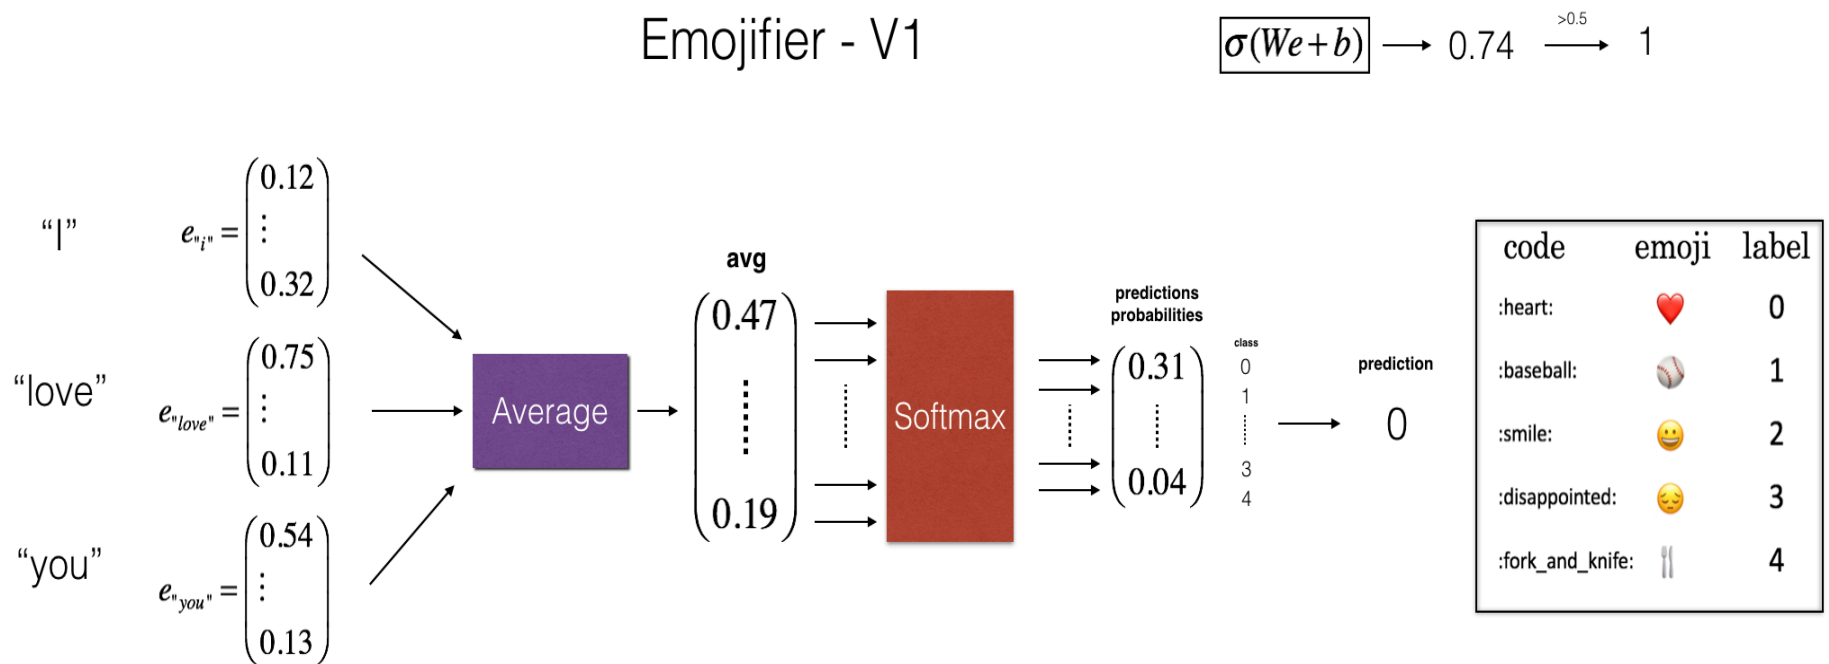 Emojifier - V1
σ(We+b) → 0.74 >0.5 → 1
“I”
e"i" = (0.12 ⋮ 0.32)
“love”
e"love" = (0.75 ⋮ 0.11)
“you”
e"you" = (0.54 ⋮ 0.13)
Average
avg
0.47
0.19
Softmax
predictions
probabilities
0.31
0.04
class
0
1
3
4
prediction
0
code emoji label
:heart: ❤️ 0
:baseball: ⚾ 1
:smile: 😀 2
:disappointed: 😔 3
:fork_and_knife: 🍴 4